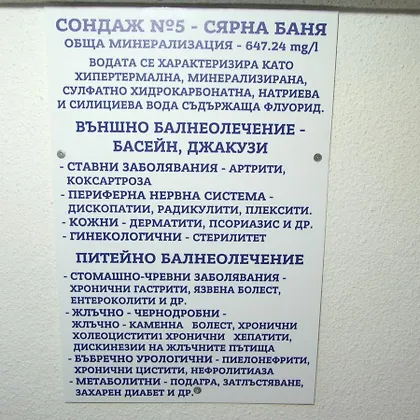 СОНДАЖ №5 - СЯРНА БАНЯ
ОБЩА МИНЕРАЛИЗАЦИЯ - 647.24 mg/l
ВОДАТА СЕ ХАРАКТЕРИЗИРА КАТО
ХИПЕРТЕРМАЛНА, МИНЕРАЛИЗИРАНА,
СУЛФАТНО ХИДРОКАРБОНАТНА, НАТРИЕВА
И СИЛИЦИЕВА ВОДА СЪДЪРЖАЩА ФЛУОРИД.
ВЪНШНО БАЛНЕОЛЕЧЕНИЕ -
БАСЕЙН, ДЖАКУЗИ
- СТАВНИ ЗАБОЛЯВАНИЯ - АРТРИТИ,
КОКСАРТРОЗА
- ПЕРИФЕРНА НЕРВНА СИСТЕМА -
ДИСКОПАТИИ, РАДИКУЛИТИ, ПЛЕКСИТИ.
- КОЖНИ - ДЕРМАТИТИ, ПСОРИАЗИС И ДР.
- ГИНЕКОЛОГИЧНИ - СТЕРИЛИТЕТ
ПИТЕЙНО БАЛНЕОЛЕЧЕНИЕ
- СТОМАШНО-ЧРЕВНИ ЗАБОЛЯВАНИЯ -
ХРОНИЧНИ ГАСТРИТИ, ЯЗВЕНА БОЛЕСТ,
ЕНТЕРОКОЛИТИ И ДР.
- ЖЛЪЧНО - ЧЕРНОДРОБНИ -
ЖЛЪЧНО - КАМЕННА БОЛЕСТ, ХРОНИЧНИ
ХОЛЕОЦИСТИТИ1 ХРОНИЧНИ ХЕПАТИТИ,
ДИСКИНЕЗИИ НА ЖЛЪЧНИТЕ ПЪТИЩА
- БЪБРЕЧНО УРОЛОГИЧНИ - ПИЕЛОНЕФРИТИ,
ХРОНИЧНИ ЦИСТИТИ, НЕФРОЛИТИАЗА
- МЕТАБОЛИТНИ - ПОДАГРА, ЗАТЛЪСТЯВАНЕ,
ЗАХАРЕН ДИАБЕТ И ДР.